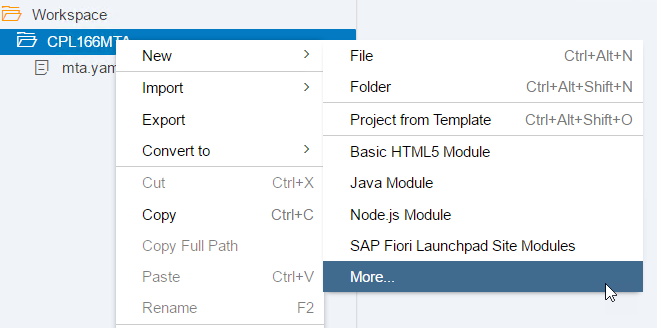 Workspace
CPL166MTA
mta.yam
New
Import
Export
Convert to
Cut Ctrl+X
Copy Ctrl+C
Copy Full Path
Paste Ctrl+V
Rename F2
File Ctrl+Alt+N
Folder Ctrl+Alt+Shift+N
Project from Template Ctrl+Alt+Shift+O
Basic HTML5 Module
Java Module
Node.js Module
SAP Fiori Launchpad Site Modules
More...